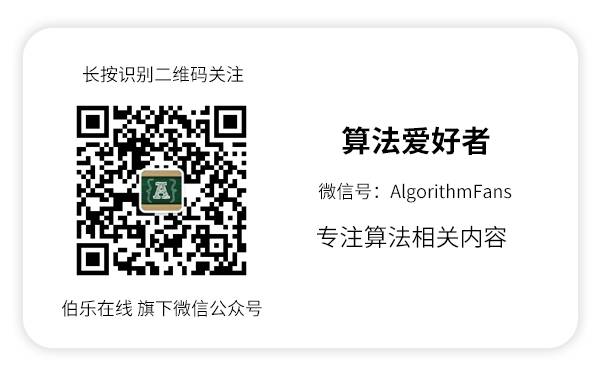 长按识别二维码关注
A
伯乐在线 旗下微信公众号
算法爱好者
微信号：AlgorithmFans
专注算法相关内容